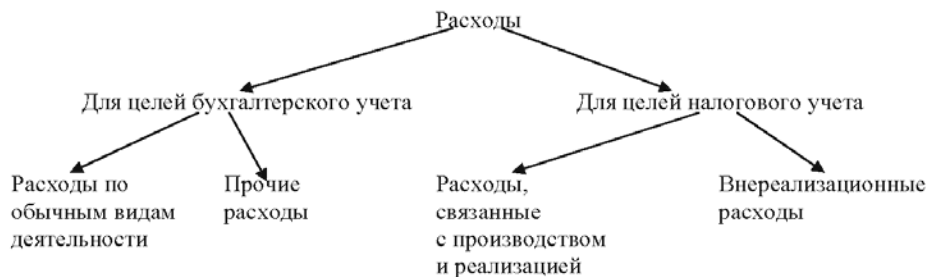 Расходы
Для целей бухгалтерского учета
Для целей налогового учета
Расходы по
обычным видам
деятельности
Прочие
расходы
Расходы,
связанные
с производством
и реализацией
Внереализационные
расходы